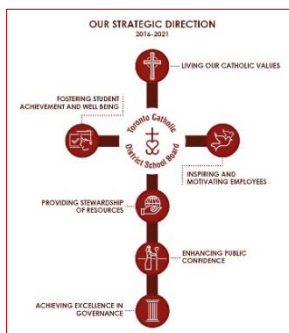 OUR STRATEGIC DIRECTION
2016-2021
LIVING OUR CATHOLIC VALUES
FOSTERING STUDENT
ACHIEVEMENT AND WELL BEING
Toronto Catholic
District School Board
INSPIRING AND
MOTIVATING EMPLOYEES
PROVIDING STEWARDSHIP
OF RESOURCES
ENHANCING PUBLIC
CONFIDENCE
ACHIEVING EXCELLENCE IN
GOVERNANCE